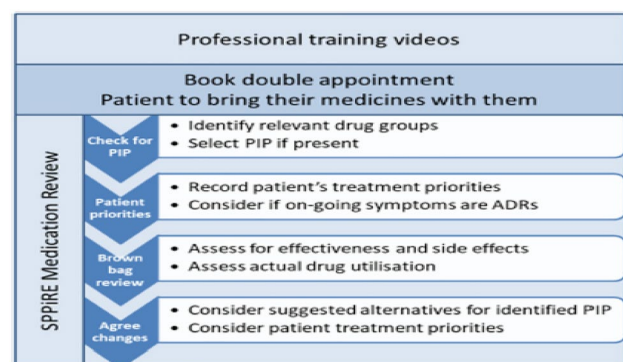 Professional training videos
Book double appointment
Patient to bring their medicines with them
SPPiRE Medication Review
Check for
PIP
• Identify relevant drug groups
• Select PIP if present
Patient
priorities
• Record patient's treatment priorities
• Consider if on-going symptoms are ADRs
Brown
bag
review
• Assess for effectiveness and side effects
• Assess actual drug utilisation
Agree
changes
• Consider suggested alternatives for identified PIP
• Consider patient treatment priorities